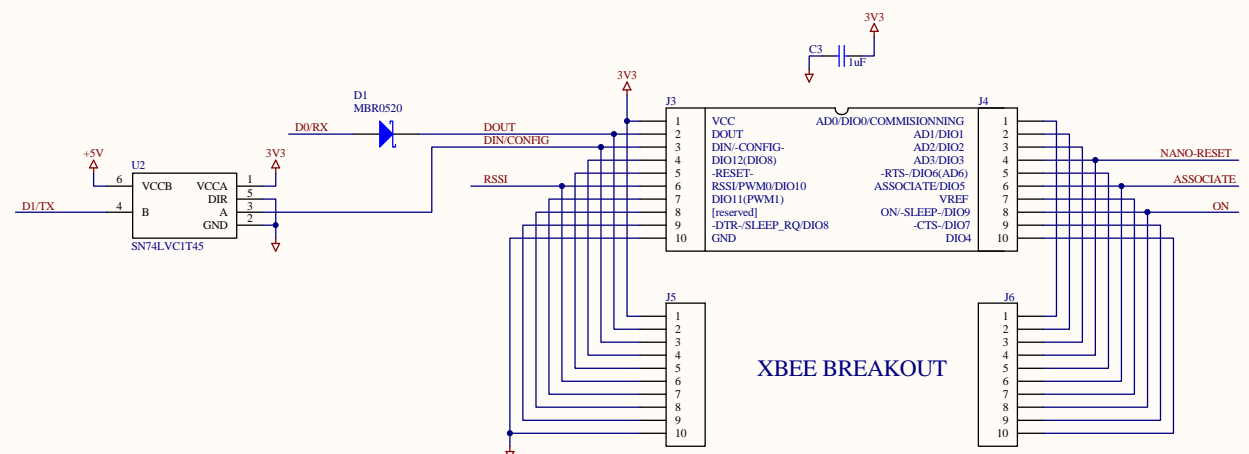 3V3
C3
1uF
3V3
D1
MBR0520
J3
J4
D0/RX
DOUT
DIN/CONFIG
1 VCC AD0/DIO0/COMMISIONNING 1
2 DOUT AD1/DIO1 2
3 DIN/-CONFIG- AD2/DIO2 3
4 DIO12(DIO8) AD3/DIO3 4
5 -RESET- -RTS-/DIO6(AD6) 5
6 RSSI/PWM0/DIO10 ASSOCIATE/DIO5 6
7 DIO11(PWM1) VREF 7
8 [reserved] ON/-SLEEP-/DIO9 8
9 -DTR-/SLEEP_RQ/DIO8 -CTS-/DIO7 9
10 GND DIO4 10
NANO-RESET
ASSOCIATE
ON
RSSI
+5V
U2
3V3
6 VCCB VCCA 1
DIR 5
D1/TX 4 B A 3
GND 2
SN74LVC1T45
J5
1
2
3
4
5
6
7
8
9
10
XBEE BREAKOUT
J6
1
2
3
4
5
6
7
8
9
10